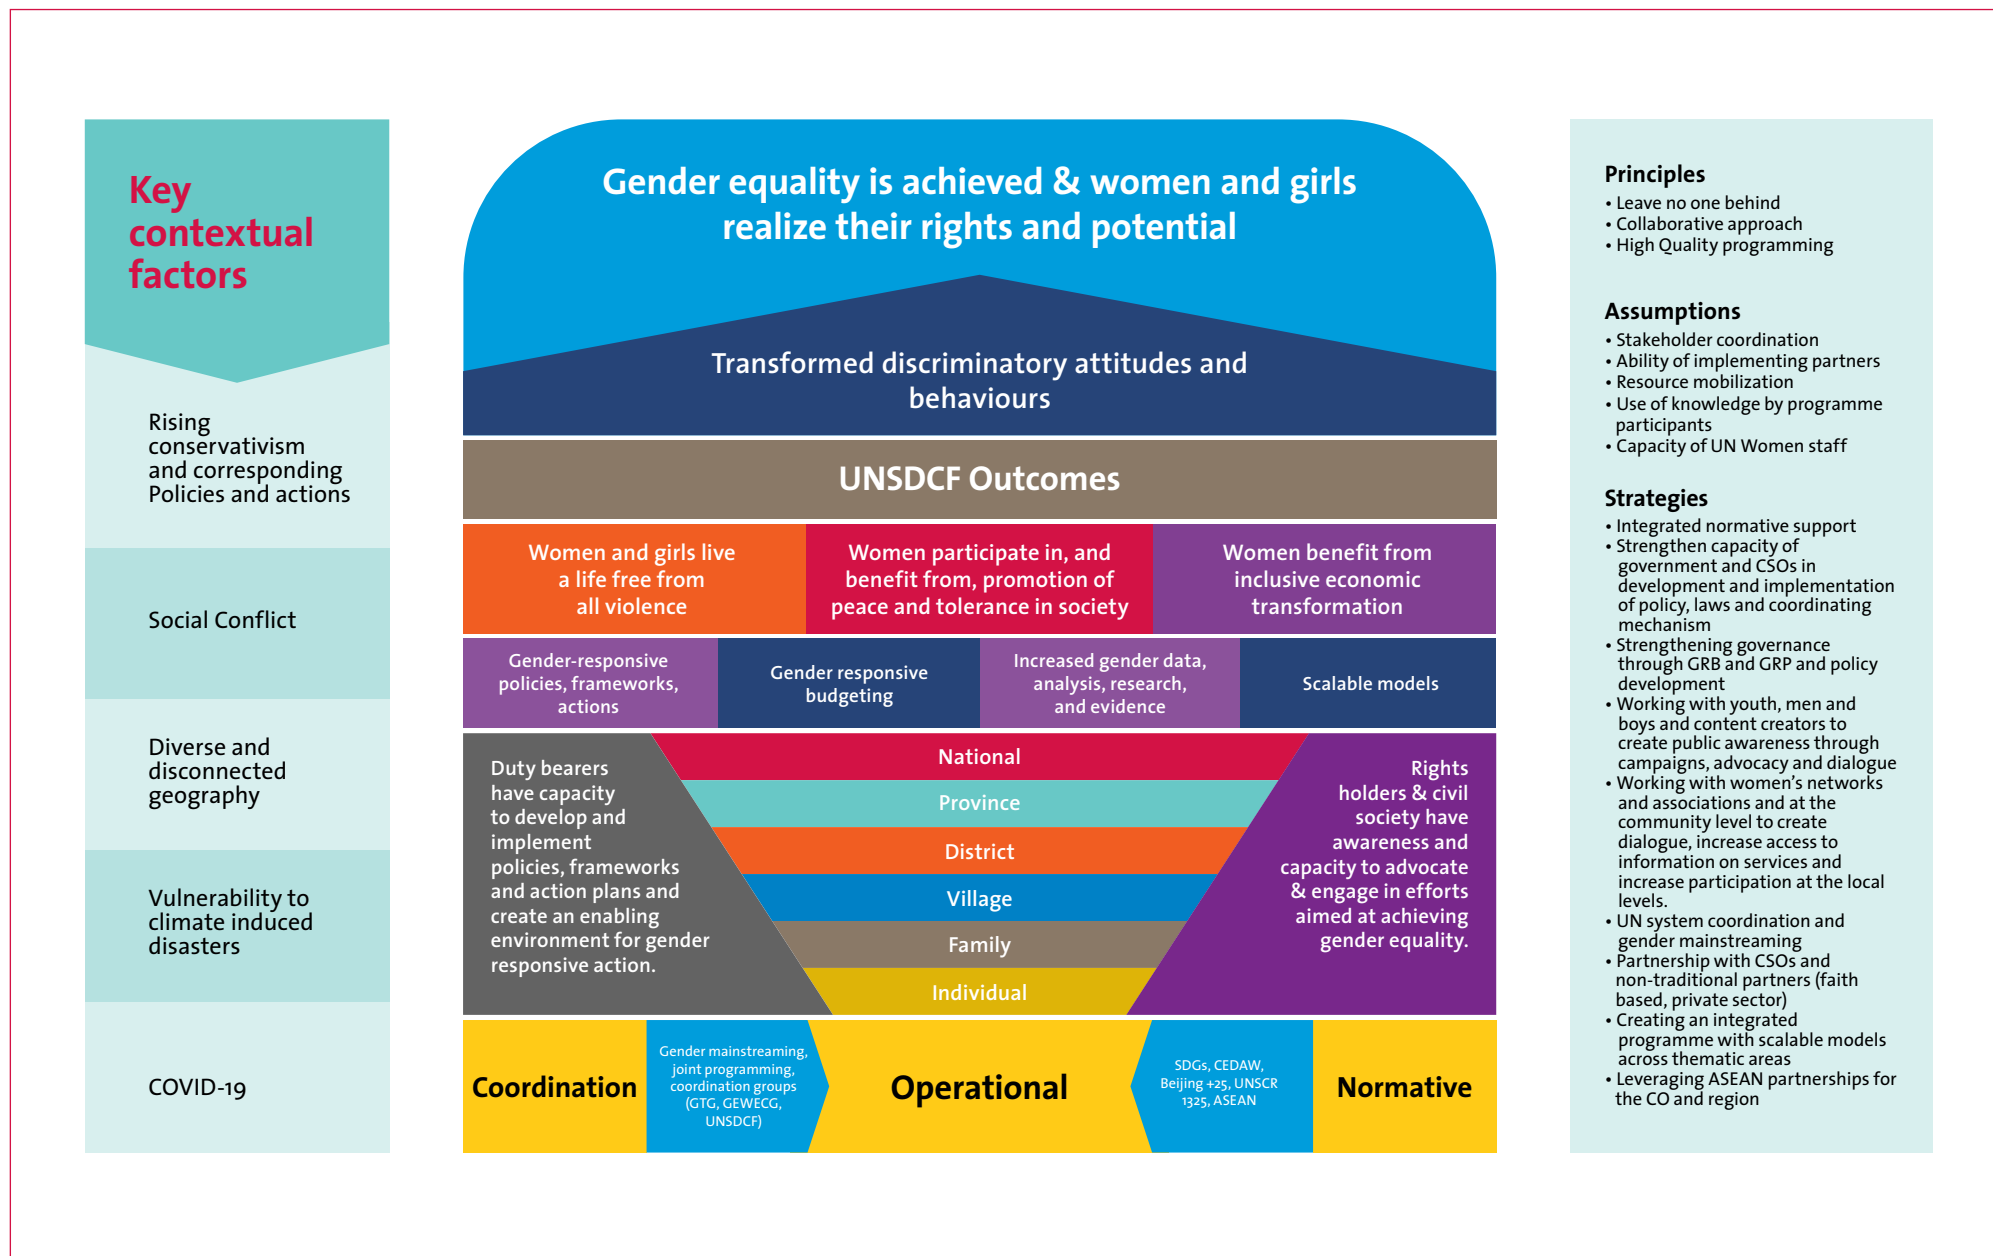 Key
contextual
factors
Rising
conservativism
and corresponding
Policies and actions
Social Conflict
Diverse and
disconnected
geography
Vulnerability to
climate induced
disasters
COVID-19
Gender equality is achieved & women and girls
realize their rights and potential
Transformed discriminatory attitudes and
behaviours
UNSDCF Outcomes
Women and girls live
a life free from
all violence
Women participate in, and
benefit from, promotion of
peace and tolerance in society
Women benefit from
inclusive economic
transformation
Gender-responsive
policies, frameworks,
actions
Gender responsive
budgeting
Increased gender data,
analysis, research,
and evidence
Scalable models
Duty bearers
have capacity
to develop and
implement
policies, frameworks
and action plans and
create an enabling
environment for gender
responsive action.
National
Province
District
Village
Family
Individual
Rights
holders & civil
society have
awareness and
capacity to advocate
& engage in efforts
aimed at achieving
gender equality.
Coordination
Gender mainstreaming,
joint programming,
coordination groups
(GTG, GEWECG,
UNSDCF)
Operational
SDGs, CEDAW,
Beijing +25, UNSCR
1325, ASEAN
Normative
Principles
• Leave no one behind
• Collaborative approach
• High Quality programming
Assumptions
• Stakeholder coordination
• Ability of implementing partners
• Resource mobilization
• Use of knowledge by programme
participants
• Capacity of UN Women staff
Strategies
• Integrated normative support
• Strengthen capacity of
government and CSOs in
development and implementation
of policy, laws and coordinating
mechanism
• Strengthening governance
through GRB and GRP and policy
development
• Working with youth, men and
boys and content creators to
create public awareness through
campaigns, advocacy and dialogue
• Working with women's networks
and associations and at the
community level to create
dialogue, increase access to
information on services and
increase participation at the local
levels.
• UN system coordination and
gender mainstreaming
• Partnership with CSOs and
non-traditional partners (faith
based, private sector)
• Creating an integrated
programme with scalable models
across thematic areas
• Leveraging ASEAN partnerships for
the CO and region